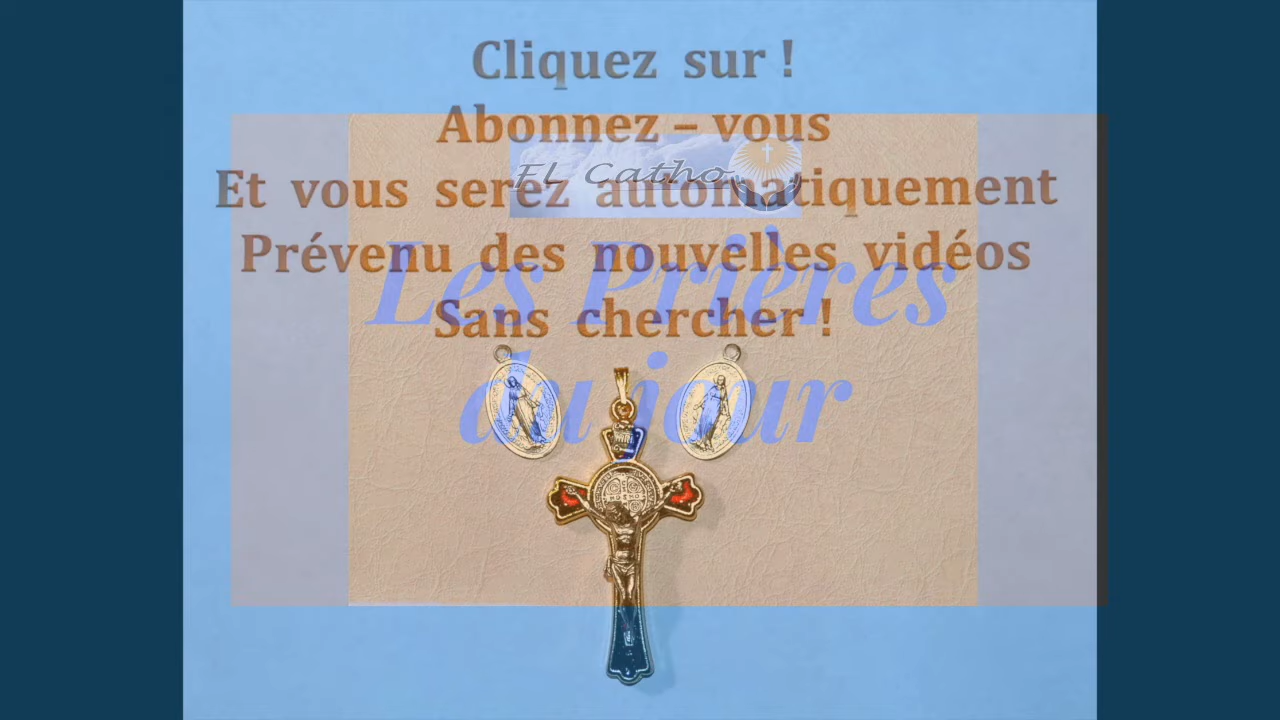 Cliquez sur !
Abonnez – vous
EL Catho
Et vous serez automatiquement
Prévenu des nouvelles vidéos
Les Prières
Sans chercher !
du jour